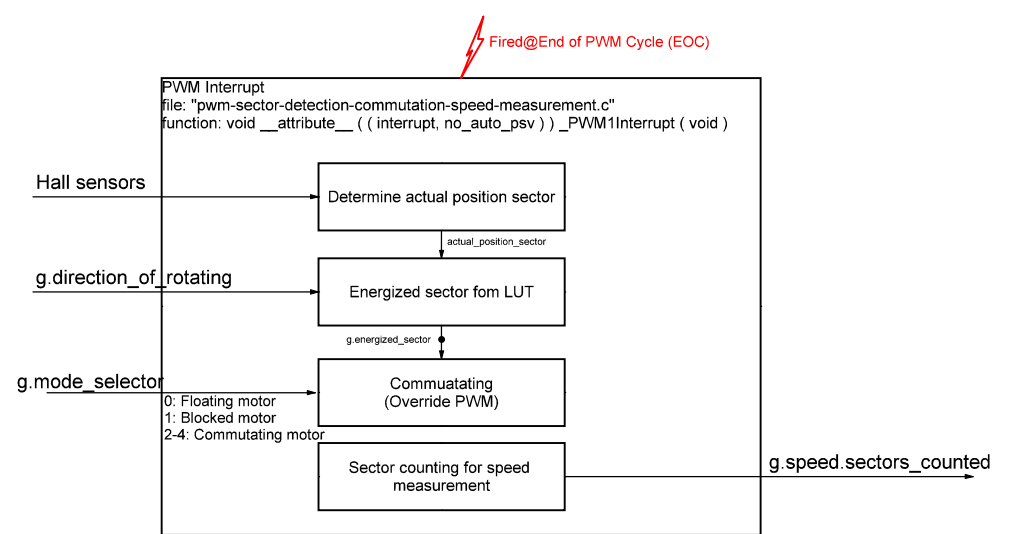 Fired@End of PWM Cycle (EOC)
PWM Interrupt
file: "pwm-sector-detection-commutation-speed-measurement.c"
function: void __attribute__ ( ( interrupt, no_auto_psv ) ) _PWM1Interrupt ( void )
Hall sensors
Determine actual position sector
actual_position_sector
g.direction_of_rotating
Energized sector fom LUT
g.energized_sector
g.mode_selector
0: Floating motor
1: Blocked motor
2-4: Commutating motor
Commuatating
(Override PWM)
Sector counting for speed
measurement
g.speed.sectors_counted